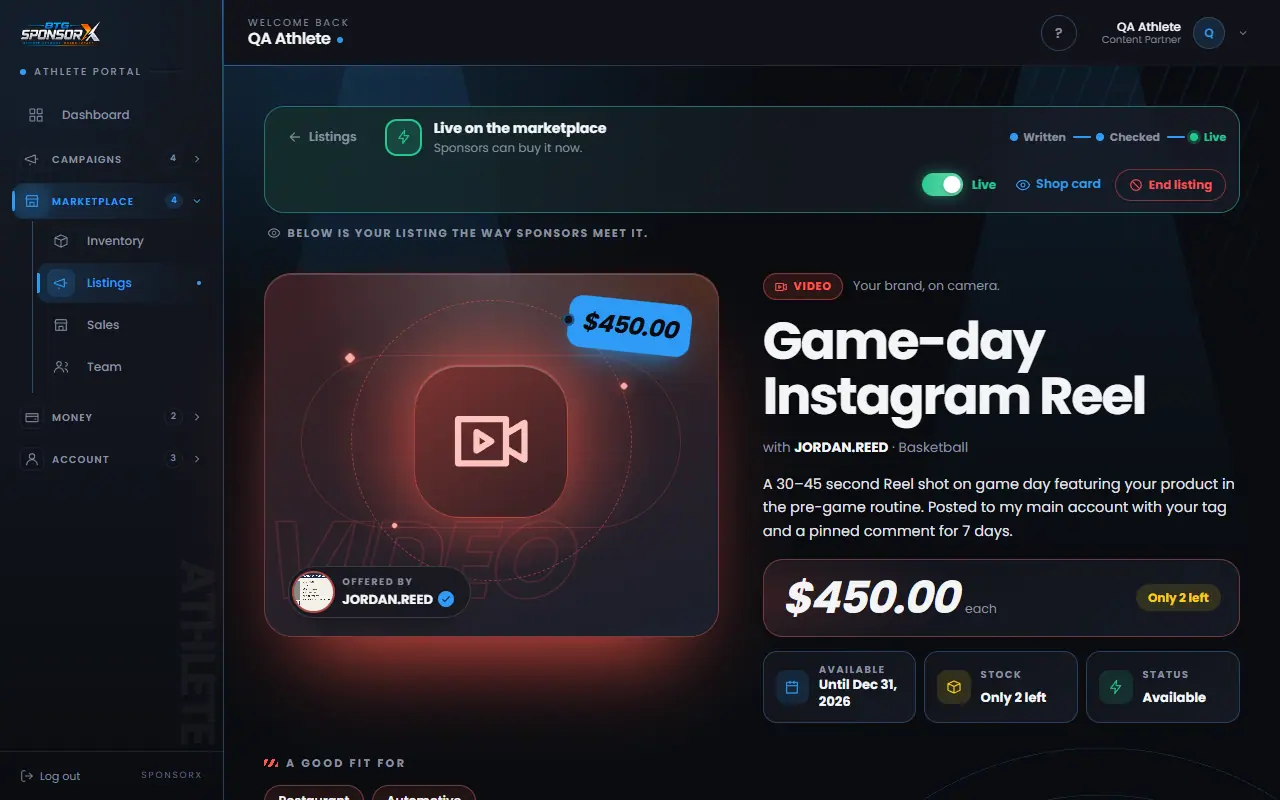 BTG
SPONSORX
ATHLETE PORTAL
Dashboard
CAMPAIGNS 4
MARKETPLACE 4
Inventory
Listings
Sales
Team
MONEY 2
ACCOUNT 3
ATHLETE
Log out
SPONSORX
WELCOME BACK
QA Athlete
?
QA Athlete
Content Partner
Q
Listings
Live on the marketplace
Sponsors can buy it now.
Written
Checked
Live
Live
Shop card
End listing
BELOW IS YOUR LISTING THE WAY SPONSORS MEET IT.
$450.00
VIDEO
OFFERED BY
JORDAN.REED
VIDEO
Your brand, on camera.
Game-day
Instagram Reel
with JORDAN.REED · Basketball
A 30–45 second Reel shot on game day featuring your product in
the pre-game routine. Posted to my main account with your tag
and a pinned comment for 7 days.
$450.00 each
Only 2 left
AVAILABLE
Until Dec 31,
2026
STOCK
Only 2 left
STATUS
Available
A GOOD FIT FOR
Restaurant
Automotive